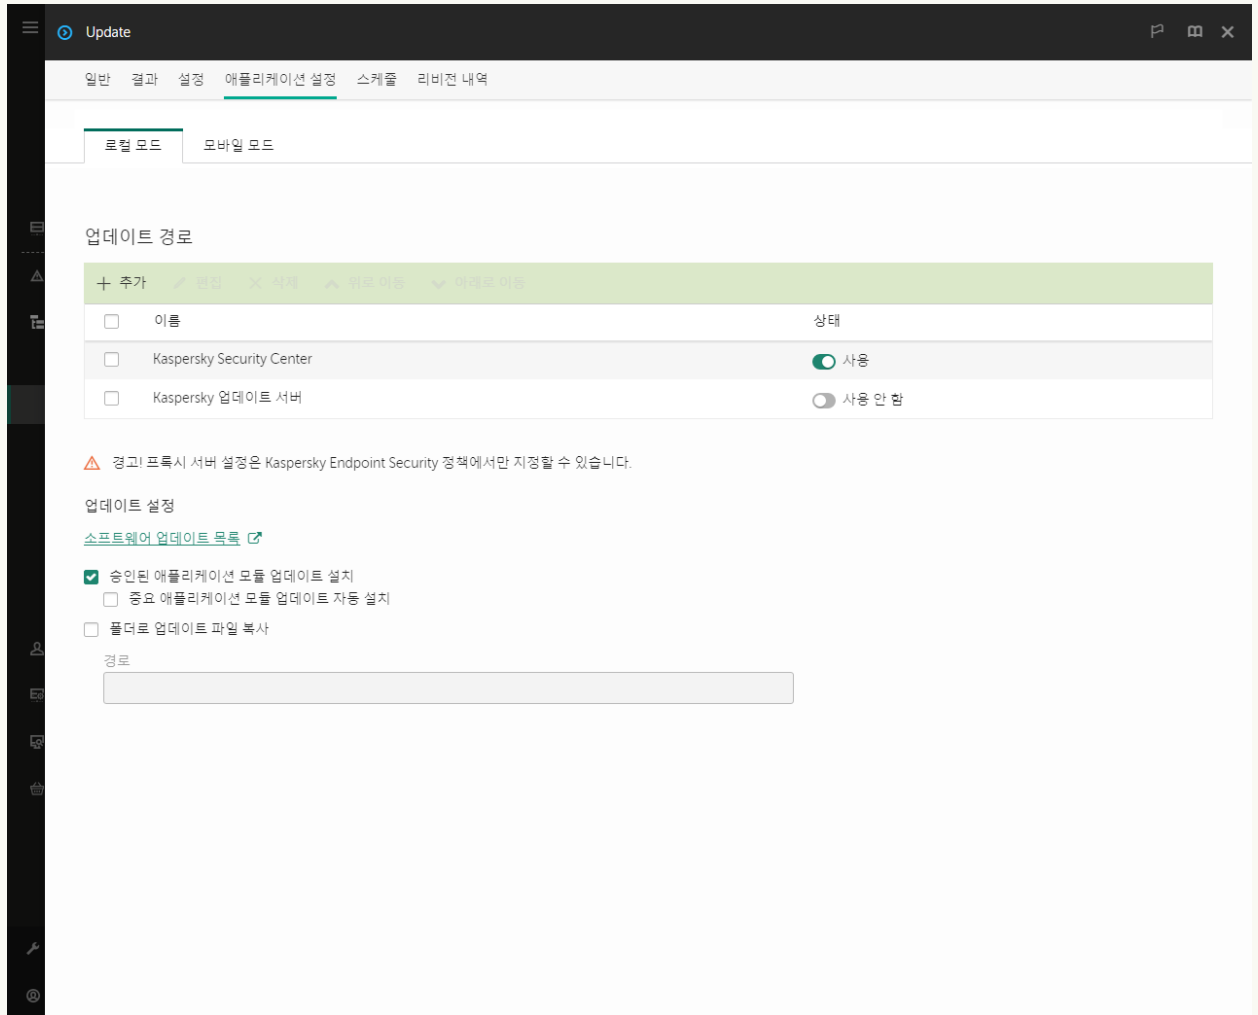 Update
일반 결과 설정 애플리케이션 설정 스케줄 리비전 내역
로컬 모드 모바일 모드
업데이트 경로
추가 편집 삭제 위로 이동 아래로 이동
이름 상태
Kaspersky Security Center 사용
Kaspersky 업데이트 서버 사용 안 함
경고! 프록시 서버 설정은 Kaspersky Endpoint Security 정책에서만 지정할 수 있습니다.
업데이트 설정
소프트웨어 업데이트 목록
승인된 애플리케이션 모듈 업데이트 설치
중요 애플리케이션 모듈 업데이트 자동 설치
폴더로 업데이트 파일 복사
경로